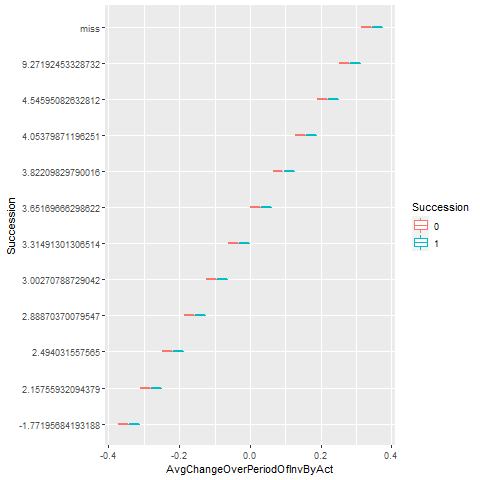 miss
9.27192453328732
4.54595082632812
4.05379871196251
3.82209829790016
3.65169666298622
3.31491301306514
3.00270788729042
2.88870370079547
2.494031557565
2.15755932094379
-1.77195684193188
Succession
-0.4 -0.2 0.0 0.2 0.4
AvgChangeOverPeriodOfInvByAct
Succession
0
1